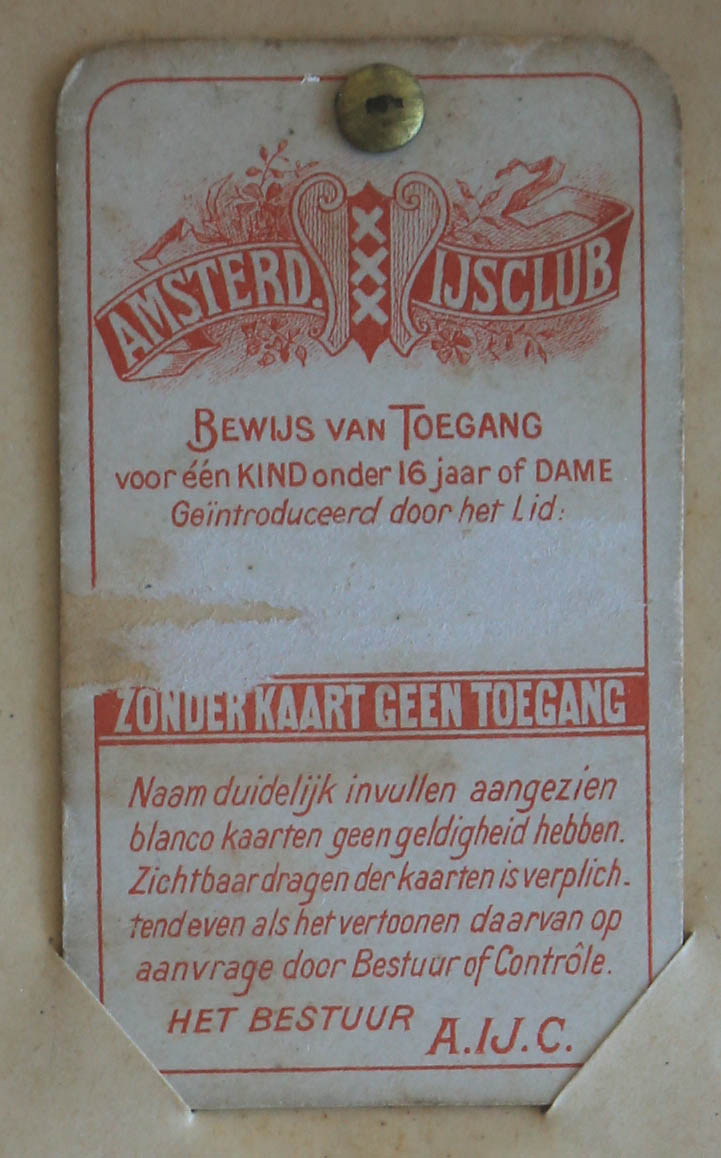 AMSTERD. XXX IJSCLUB
BEWIJS VAN TOEGANG
voor één KIND onder 16 jaar of DAME
Geïntroduceerd door het Lid:
ZONDER KAART GEEN TOEGANG
Naam duidelijk invullen aangezien
blanco kaarten geen geldigheid hebben.
Zichtbaar dragen der kaarten is verplich-
tend even als het vertoonen daarvan op
aanvrage door Bestuur of Contrôle.
HET BESTUUR A.IJ.C.